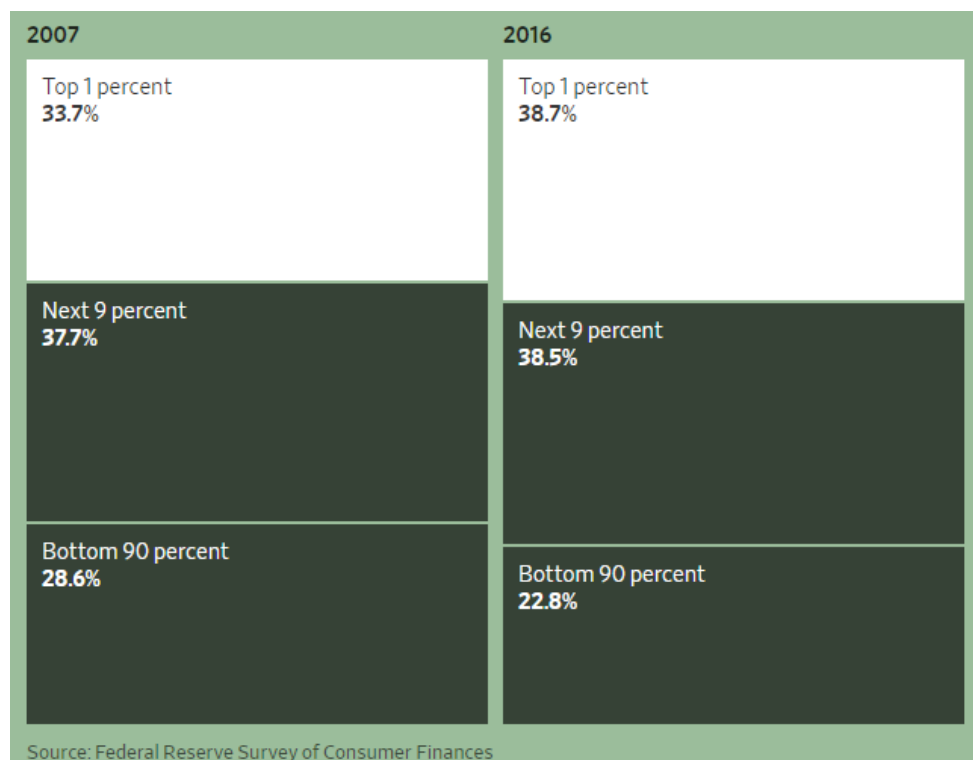 2007
Top 1 percent
33.7%
Next 9 percent
37.7%
Bottom 90 percent
28.6%
2016
Top 1 percent
38.7%
Next 9 percent
38.5%
Bottom 90 percent
22.8%
Source: Federal Reserve Survey of Consumer Finances